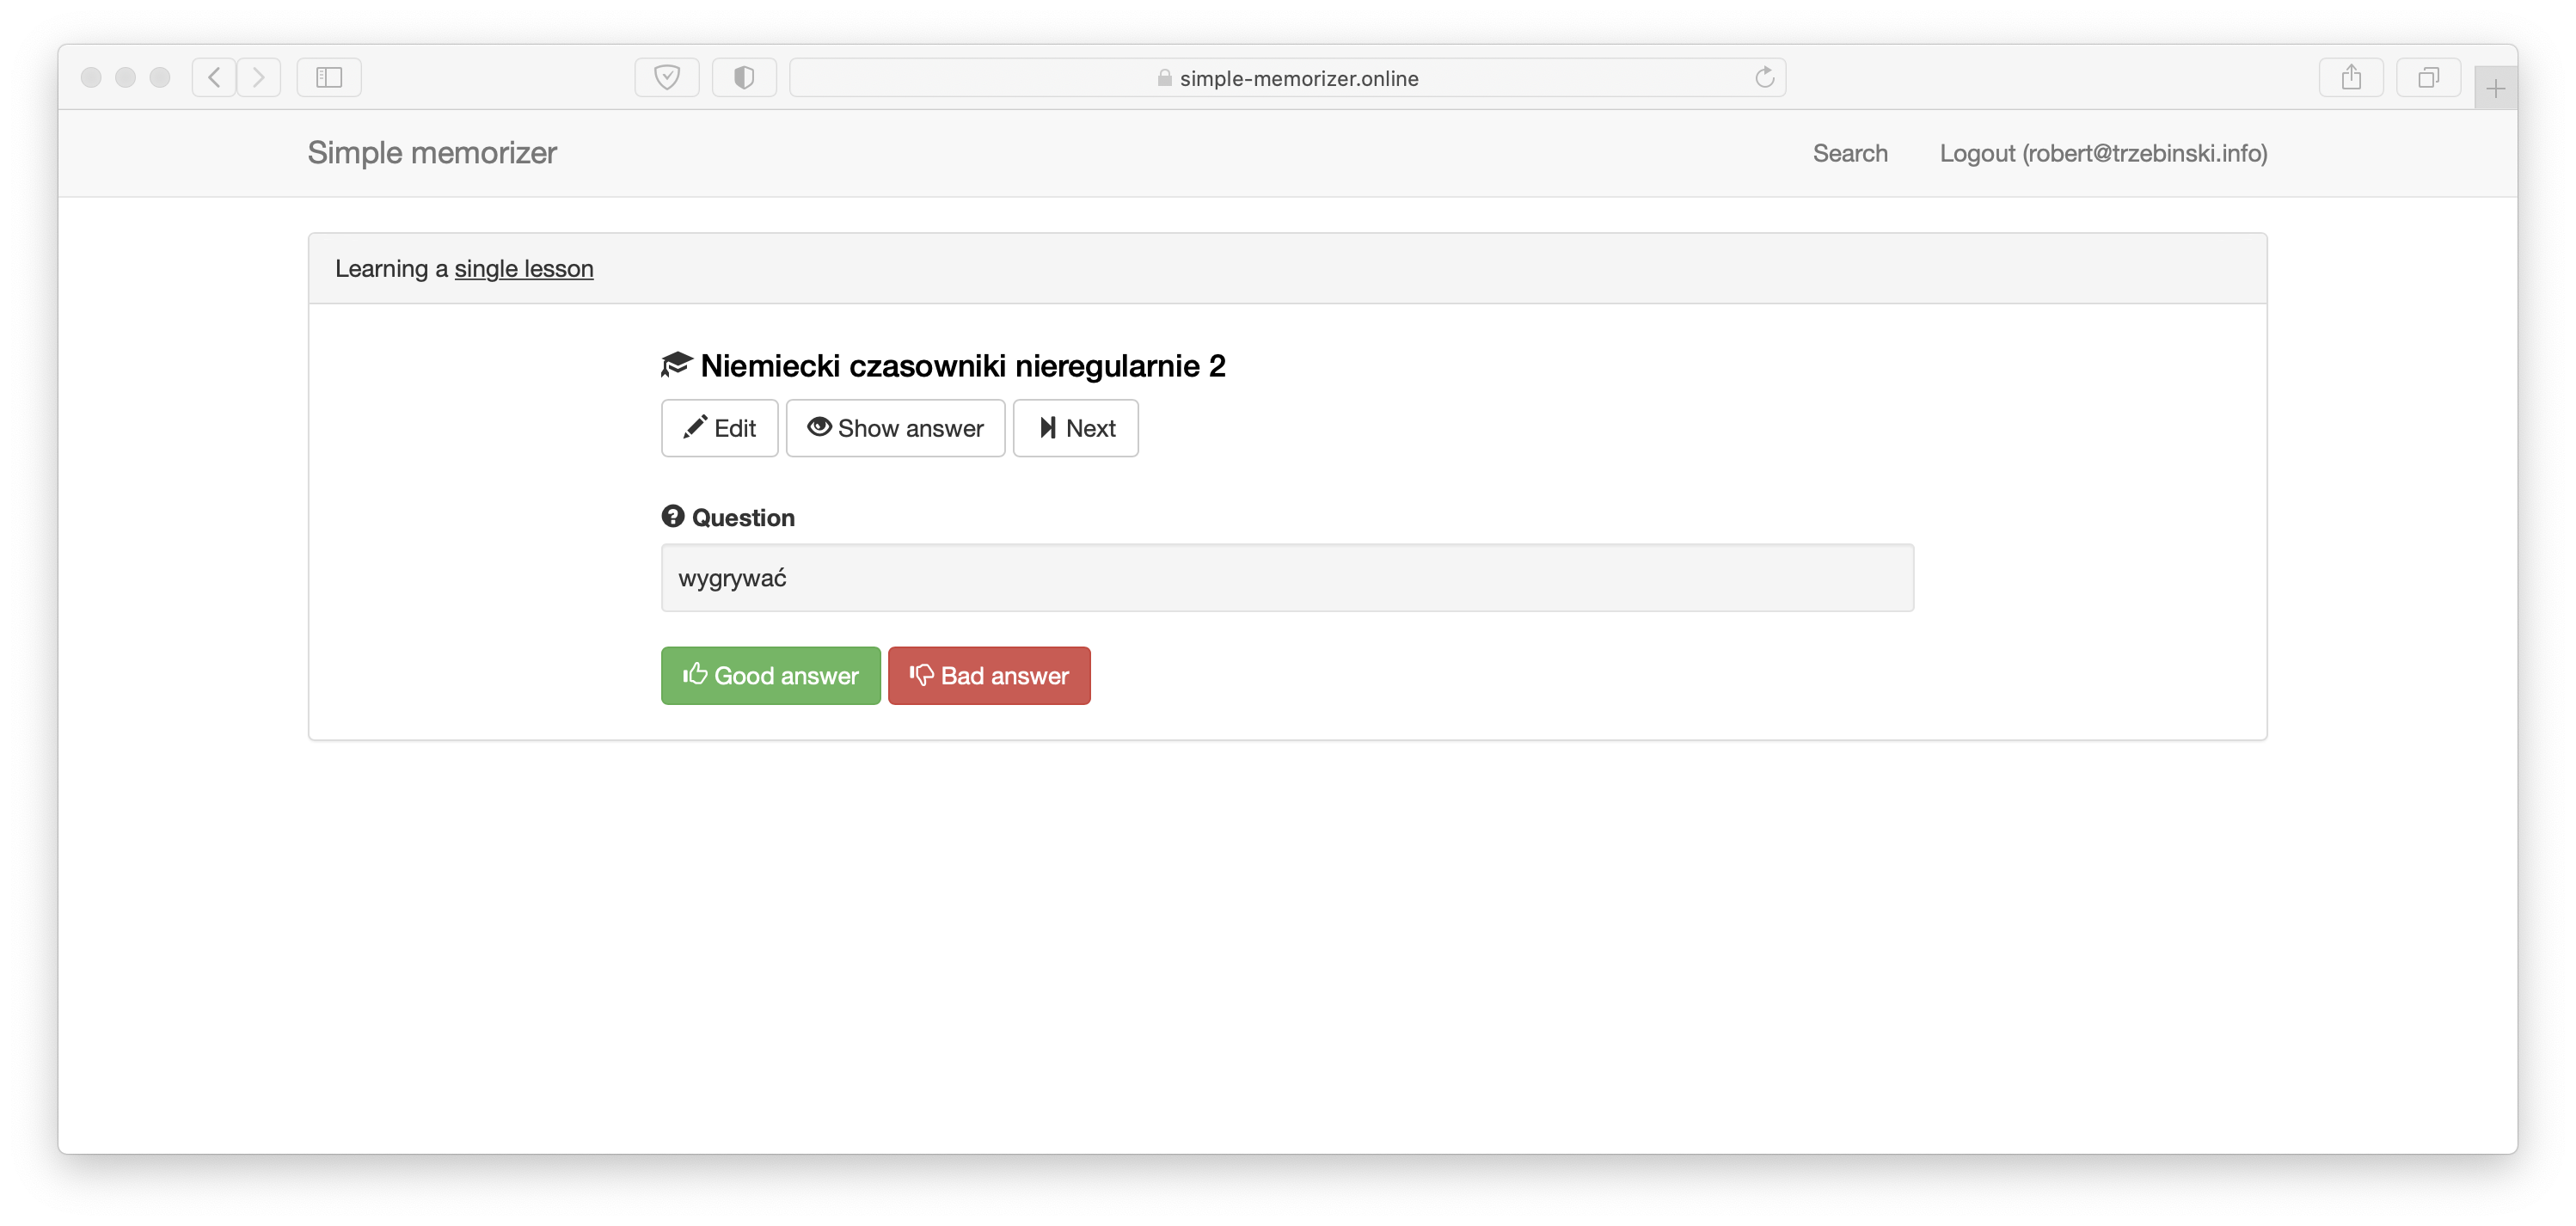 simple-memorizer.online
Simple memorizer
Search
Logout (robert@trzebinski.info)
Learning a single lesson
Niemiecki czasowniki nieregularnie 2
Edit
Show answer
Next
Question
wygrywać
Good answer
Bad answer